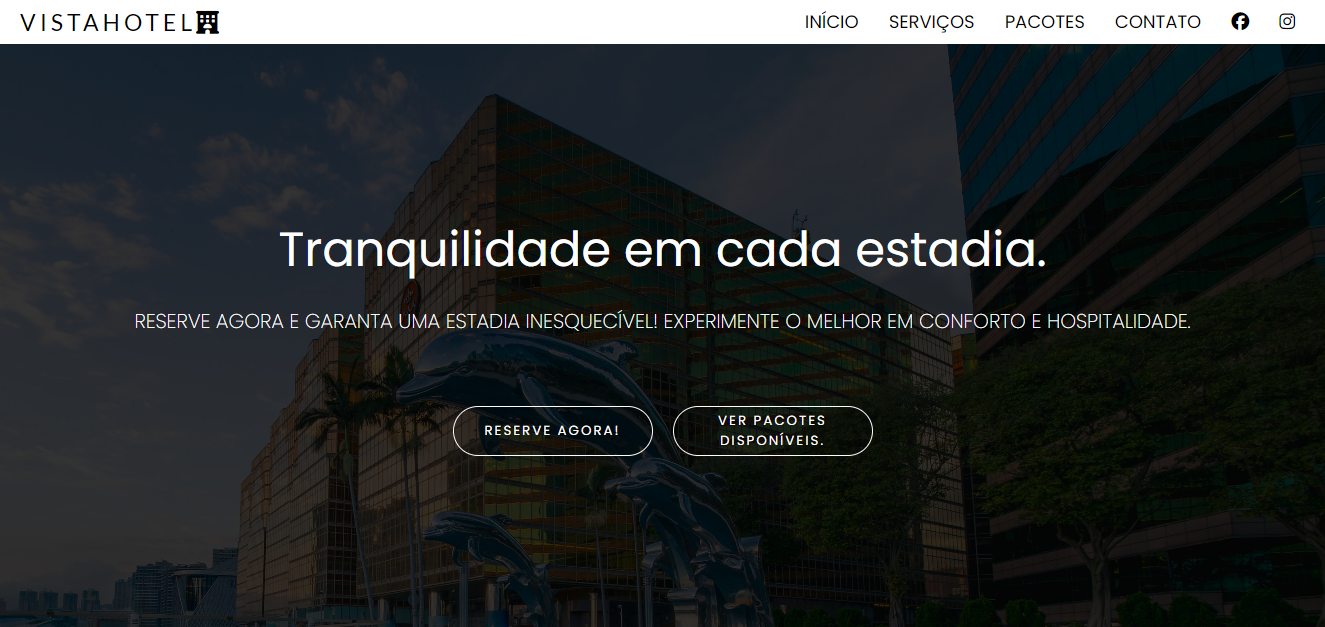 VISTAHOTEL
INÍCIO SERVIÇOS PACOTES CONTATO
Tranquilidade em cada estadia.
RESERVE AGORA E GARANTA UMA ESTADIA INESQUECÍVEL! EXPERIMENTE O MELHOR EM CONFORTO E HOSPITALIDADE.
RESERVE AGORA!
VER PACOTES
DISPONÍVEIS.